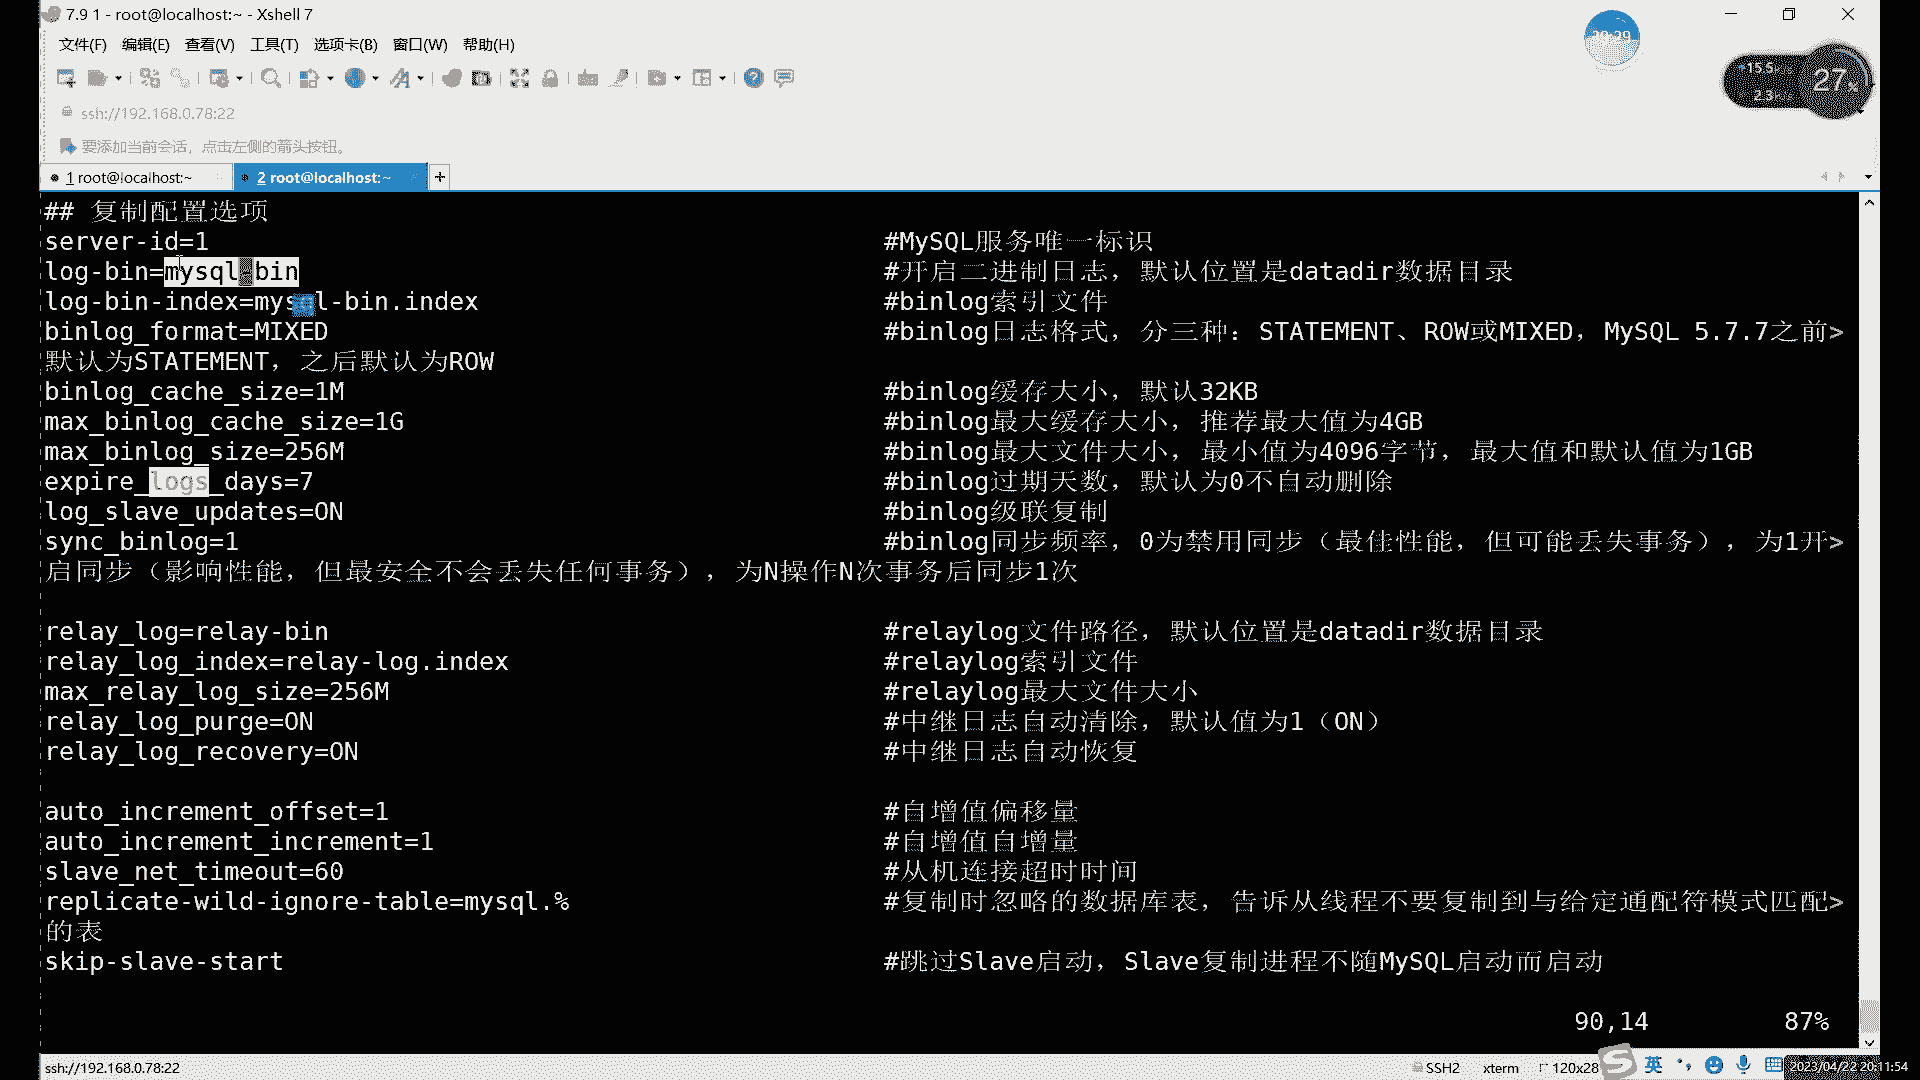 7.9 1 - root@localhost:~ - Xshell 7
文件(F) 编辑(E) 查看(V) 工具(T) 选项卡(B) 窗口(W) 帮助(H)
27%
ssh://192.168.0.78:22
要添加当前会话，点击左侧的箭头按钮。
1 root@localhost:~ 2 root@localhost:~ +
## 复制配置选项
server-id=1 #MySQL服务唯一标识
log-bin=mysql-bin #开启二进制日志，默认位置是datadir数据目录
log-bin-index=mysql-bin.index #binlog索引文件
binlog_format=MIXED #binlog日志格式，分三种：STATEMENT、ROW或MIXED，MySQL 5.7.7之前>
默认为STATEMENT，之后默认为ROW
binlog_cache_size=1M #binlog缓存大小，默认32KB
max_binlog_cache_size=1G #binlog最大缓存大小，推荐最大值为4GB
max_binlog_size=256M #binlog最大文件大小，最小值为4096字节，最大值和默认值为1GB
expire_logs_days=7 #binlog过期天数，默认为0不自动删除
log_slave_updates=ON #binlog级联复制
sync_binlog=1 #binlog同步频率，0为禁用同步（最佳性能，但可能丢失事务），为1开>
启同步（影响性能，但最安全不会丢失任何事务），为N操作N次事务后同步1次
relay_log=relay-bin #relaylog文件路径，默认位置是datadir数据目录
relay_log_index=relay-log.index #relaylog索引文件
max_relay_log_size=256M #relaylog最大文件大小
relay_log_purge=ON #中继日志自动清除，默认值为1（ON）
relay_log_recovery=ON #中继日志自动恢复
auto_increment_offset=1 #自增值偏移量
auto_increment_increment=1 #自增值自增量
slave_net_timeout=60 #从机连接超时时间
replicate-wild-ignore-table=mysql.% #复制时忽略的数据库表，告诉从线程不要复制到与给定通配符模式匹配>
的表
skip-slave-start #跳过Slave启动，Slave复制进程不随MySQL启动而启动
90,14 87%
ssh://192.168.0.78:22 SSH2 xterm 120x28 英 2023/04/22 20:11:54